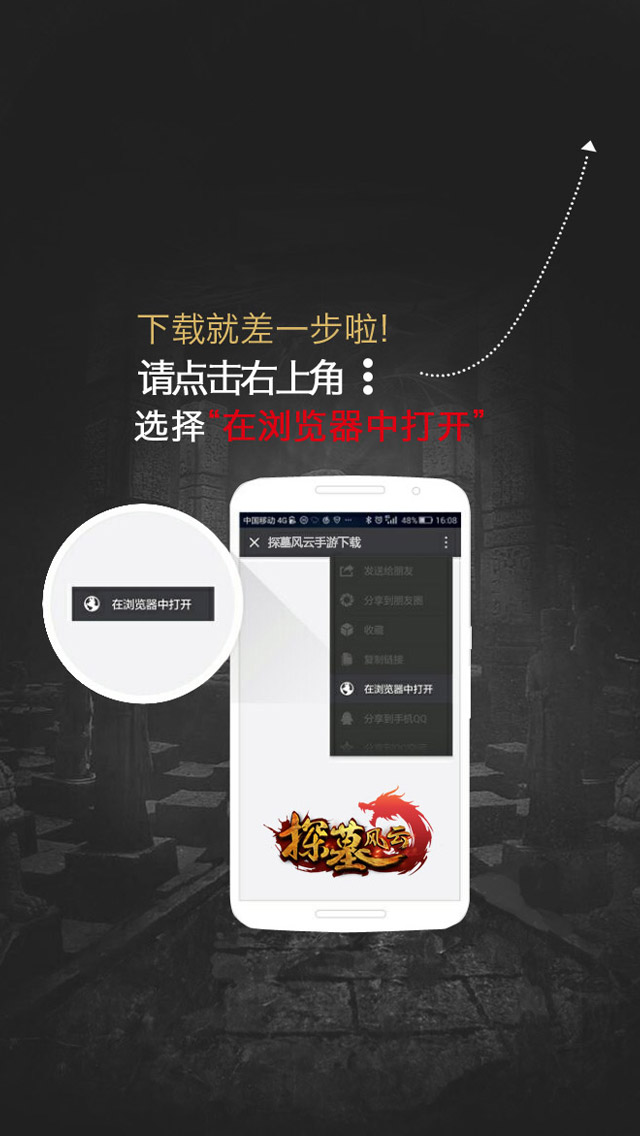 下载就差一步啦!
请点击右上角
选择“在浏览器中打开”
中国移动 4G 48% 16:08
探墓风云手游下载
发送给朋友
分享到朋友圈
收藏
复制链接
在浏览器中打开
在浏览器中打开
分享到手机QQ
探墓风云